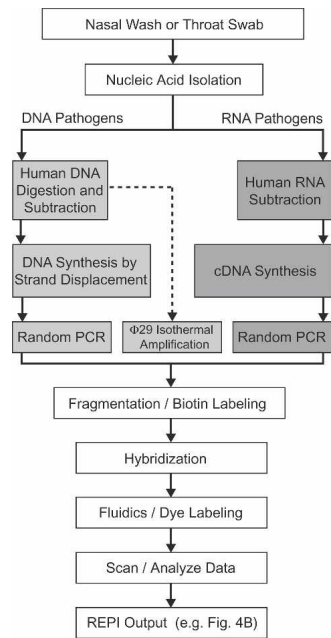 Nasal Wash or Throat Swab
Nucleic Acid Isolation
DNA Pathogens
RNA Pathogens
Human DNA
Digestion and
Subtraction
Human RNA
Subtraction
DNA Synthesis by
Strand Displacement
cDNA Synthesis
Random PCR
Φ29 Isothermal
Amplification
Random PCR
Fragmentation / Biotin Labeling
Hybridization
Fluidics / Dye Labeling
Scan / Analyze Data
REPI Output (e.g. Fig. 4B)